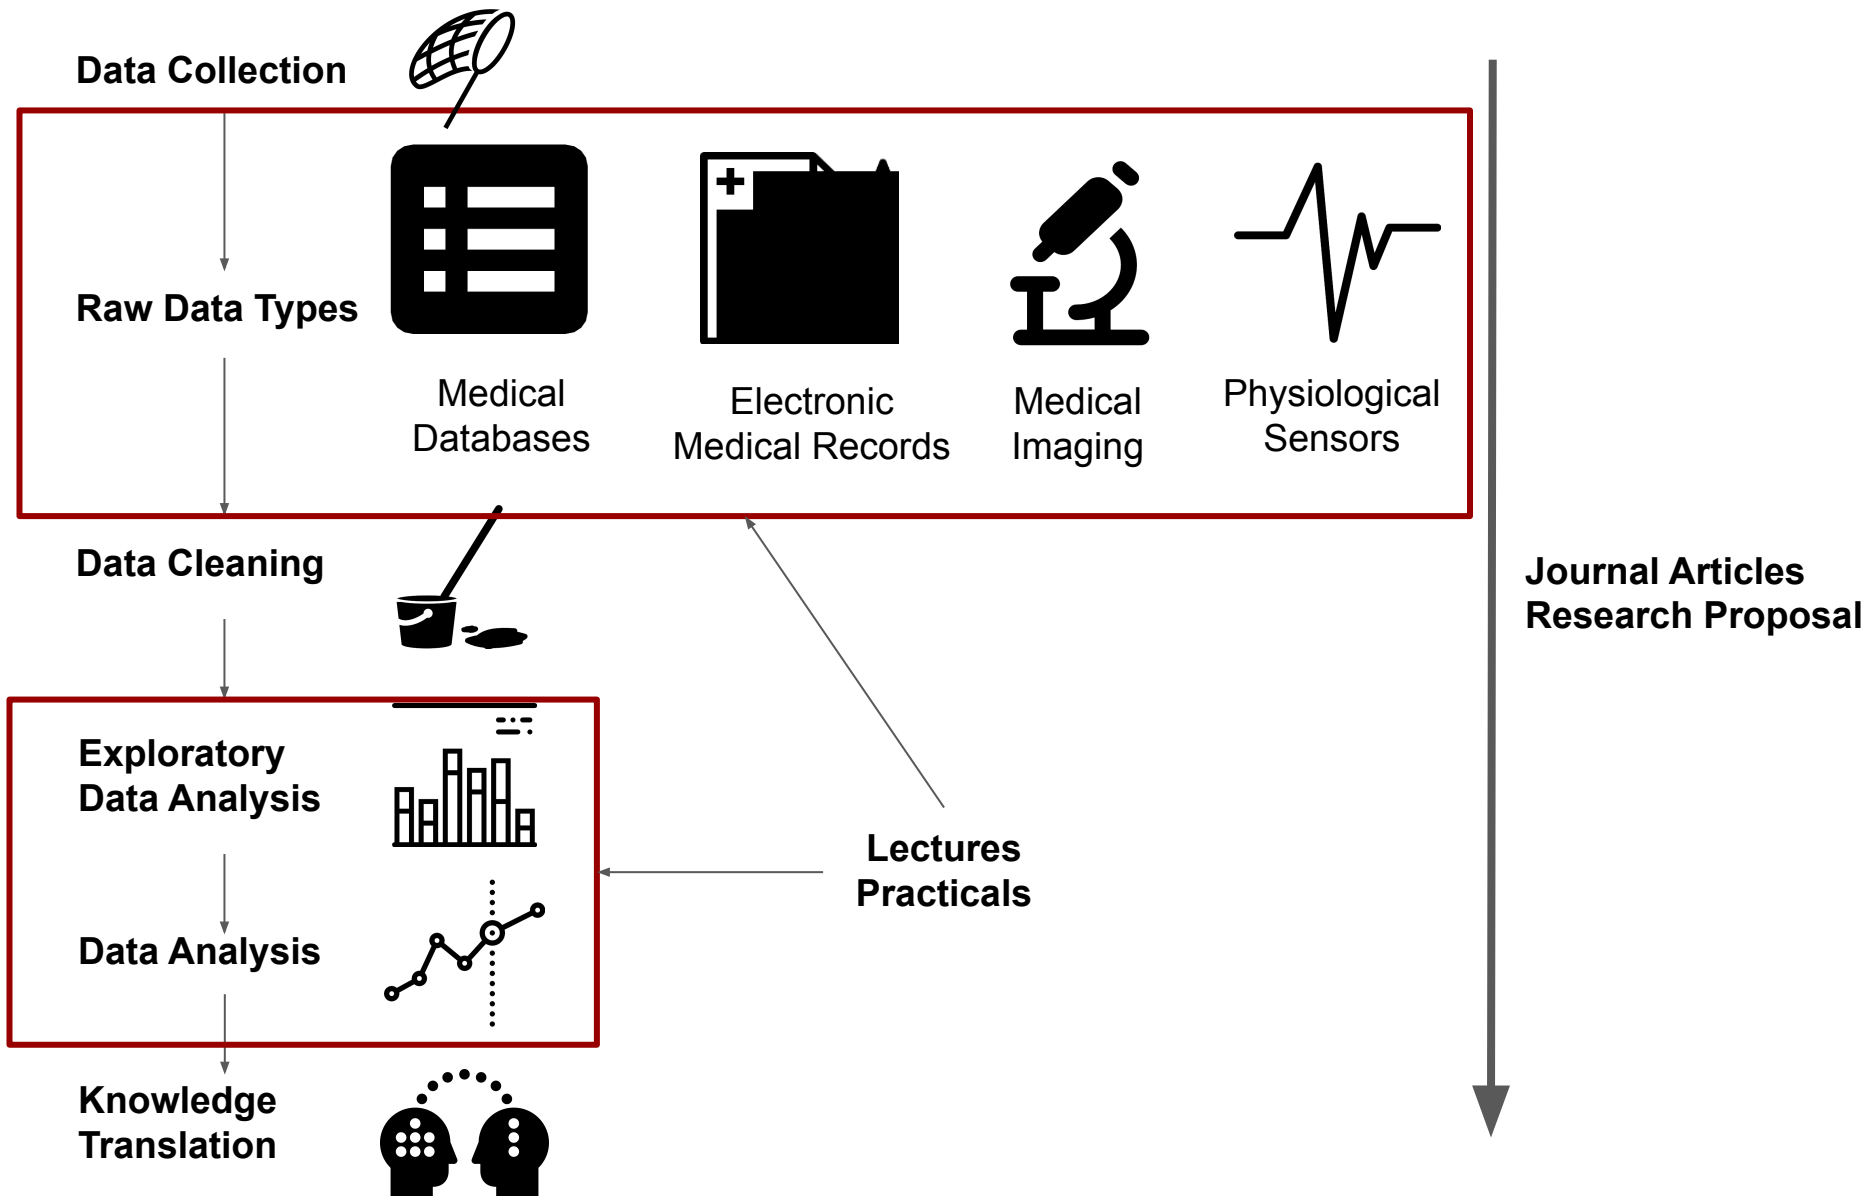 Data Collection
Raw Data Types
Medical
Databases
Electronic
Medical Records
Medical
Imaging
Physiological
Sensors
Data Cleaning
Journal Articles
Research Proposal
Exploratory
Data Analysis
Lectures
Practicals
Data Analysis
Knowledge
Translation